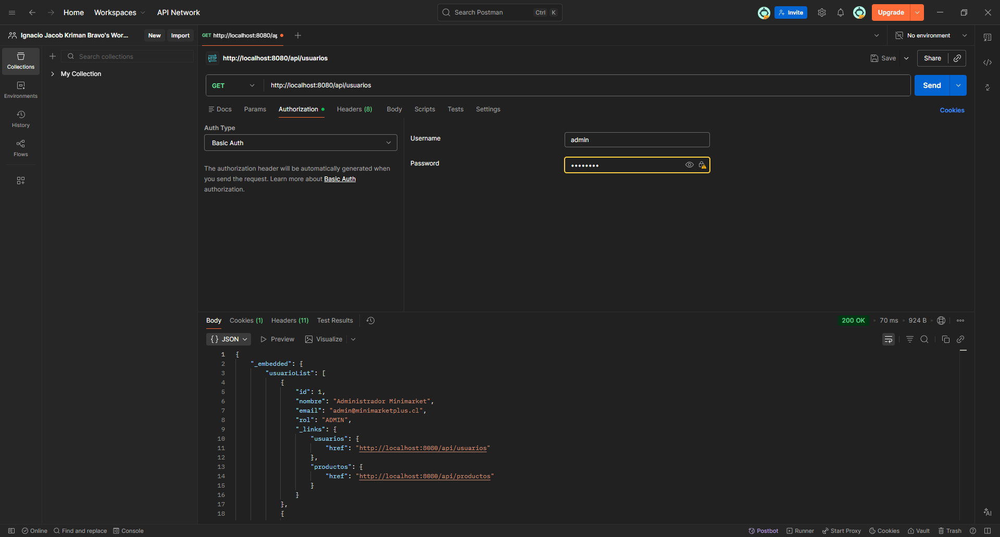 Home
Workspaces
API Network
Search Postman
Ctrl K
Invite
Upgrade
Ignacio Jacob Kriman Bravo's Wor...
New
Import
GET http://localhost:8080/ap
No environment
Collections
Search collections
My Collection
Environments
History
Flows
HTTP
http://localhost:8080/api/usuarios
Save
Share
GET
http://localhost:8080/api/usuarios
Send
Docs
Params
Authorization
Headers (8)
Body
Scripts
Tests
Settings
Cookies
Auth Type
Basic Auth
The authorization header will be automatically generated when
you send the request. Learn more about Basic Auth
authorization.
Username
admin
Password
••••••••
Body
Cookies (1)
Headers (11)
Test Results
200 OK
70 ms
924 B
{} JSON
Preview
Visualize
1 {
2 "_embedded": {
3 "usuarioList": [
4 {
5 "id": 1,
6 "nombre": "Administrador Minimarket",
7 "email": "admin@minimarketplus.cl",
8 "rol": "ADMIN",
9 "_links": {
10 "usuarios": {
11 "href": "http://localhost:8080/api/usuarios"
12 },
13 "productos": {
14 "href": "http://localhost:8080/api/productos"
15 }
16 }
17 },
18 {
AI
Online
Find and replace
Console
Postbot
Runner
Start Proxy
Cookies
Vault
Trash